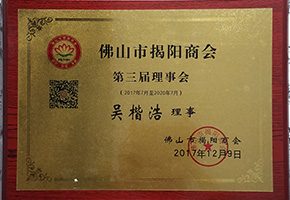 佛山市揭阳商会
第三届理事会
（2017年7月至2020年7月）
吴楷浩 理事
佛山市揭阳商会
2017年12月9日